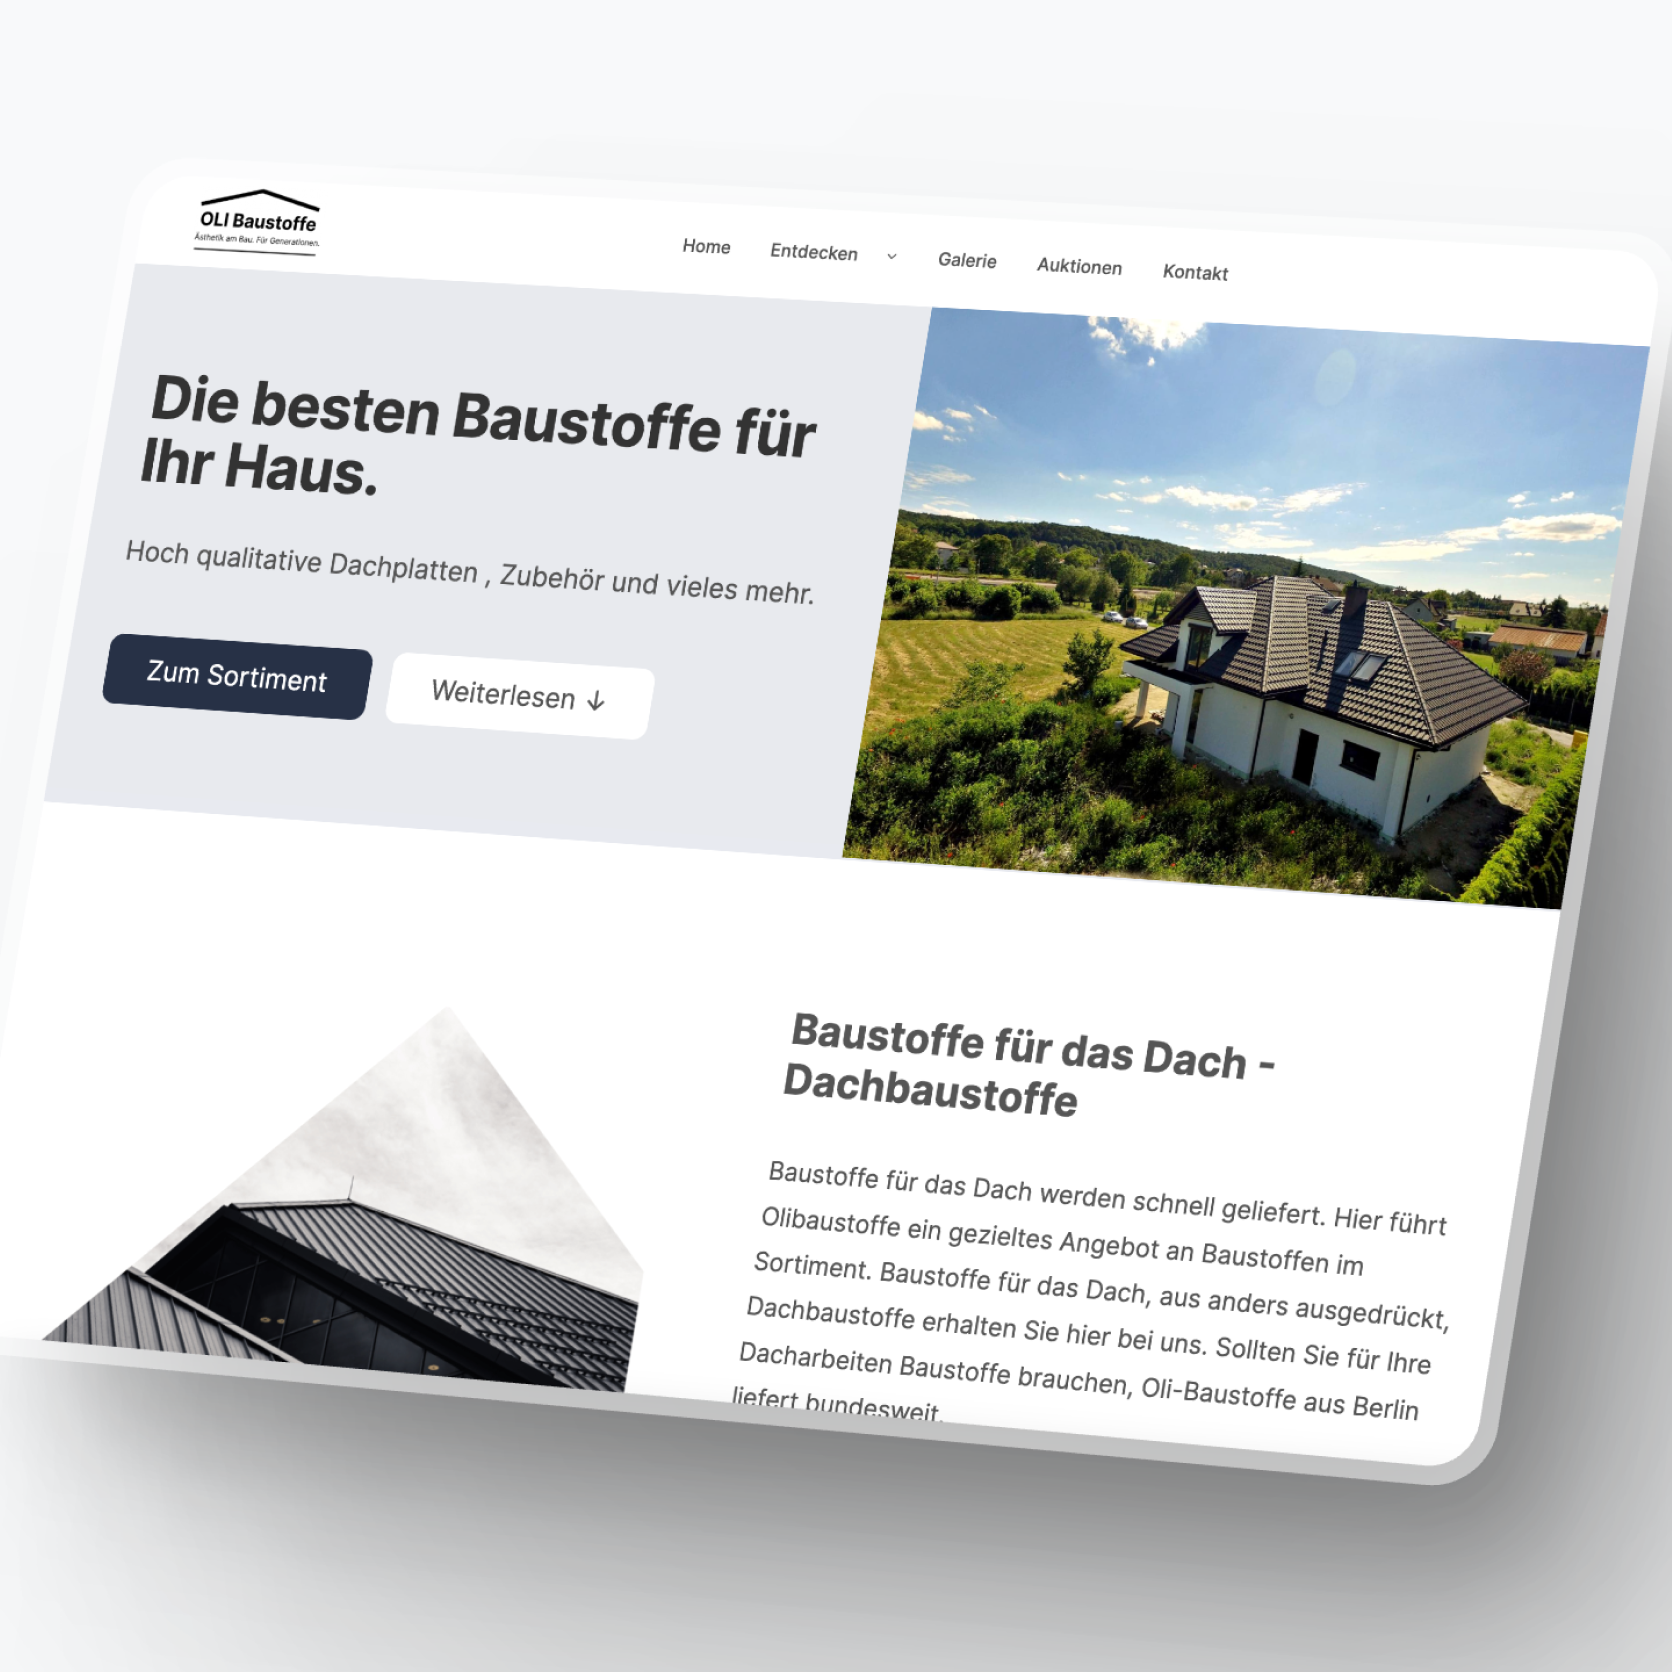 OLI Baustoffe
Ästhetik am Bau. Für Generationen.
Home Entdecken Galerie Auktionen Kontakt
Die besten Baustoffe für
Ihr Haus.
Hoch qualitative Dachplatten , Zubehör und vieles mehr.
Zum Sortiment Weiterlesen ↓
Baustoffe für das Dach -
Dachbaustoffe
Baustoffe für das Dach werden schnell geliefert. Hier führt
Olibaustoffe ein gezieltes Angebot an Baustoffen im
Sortiment. Baustoffe für das Dach, aus anders ausgedrückt,
Dachbaustoffe erhalten Sie hier bei uns. Sollten Sie für Ihre
Dacharbeiten Baustoffe brauchen, Oli-Baustoffe aus Berlin
liefert bundesweit.